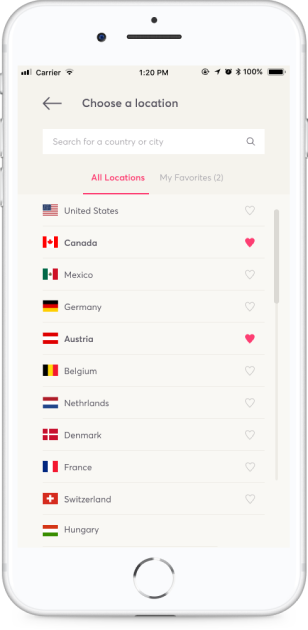 Carrier 1:20 PM 100%
Choose a location
Search for a country or city
All Locations My Favorites (2)
United States
Canada
Mexico
Germany
Austria
Belgium
Nethrlands
Denmark
France
Switzerland
Hungary